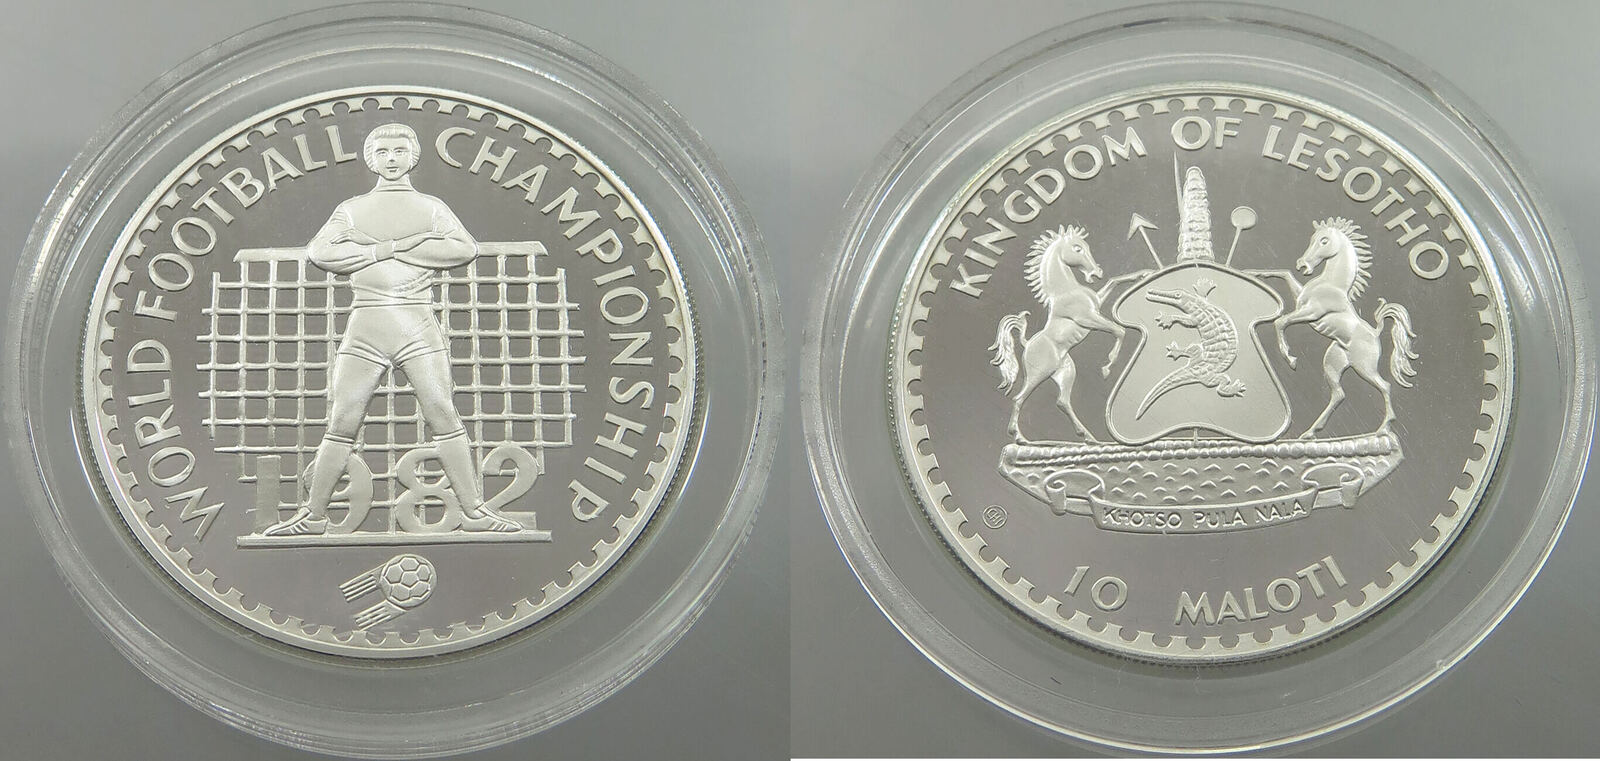 WORLD FOOTBALL CHAMPIONSHIP
1982
KINGDOM OF LESOTHO
KHOTSO PULA NALA
10 MALOTI